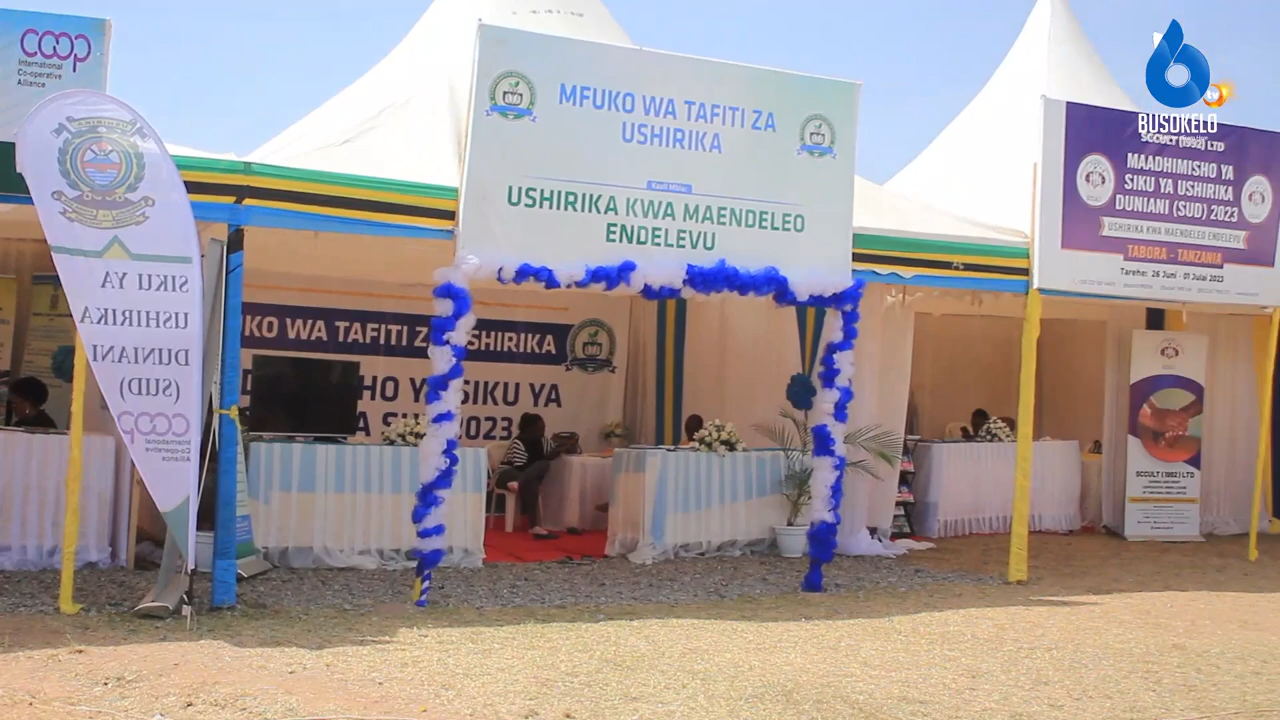 coop
International
Co-operative
Alliance
SIKU YA
USHIRIKA
DUNIANI
(SUD)
coop
International
Co-operative
Alliance
MFUKO WA TAFITI ZA
USHIRIKA
Kauli Mbiu:
USHIRIKA KWA MAENDELEO
ENDELEVU
UKO WA TAFITI ZA USHIRIKA
HO YA SIKU YA
A SUD 2023
BUSOKELO
SCCULT (1992) LTD
MAADHIMISHO YA
SIKU YA USHIRIKA
DUNIANI (SUD) 2023
USHIRIKA KWA MAENDELEO ENDELEVU
TABORA - TANZANIA
Tarehe: 26 Juni - 01 Julai 2023
SCCULT (1992) LTD